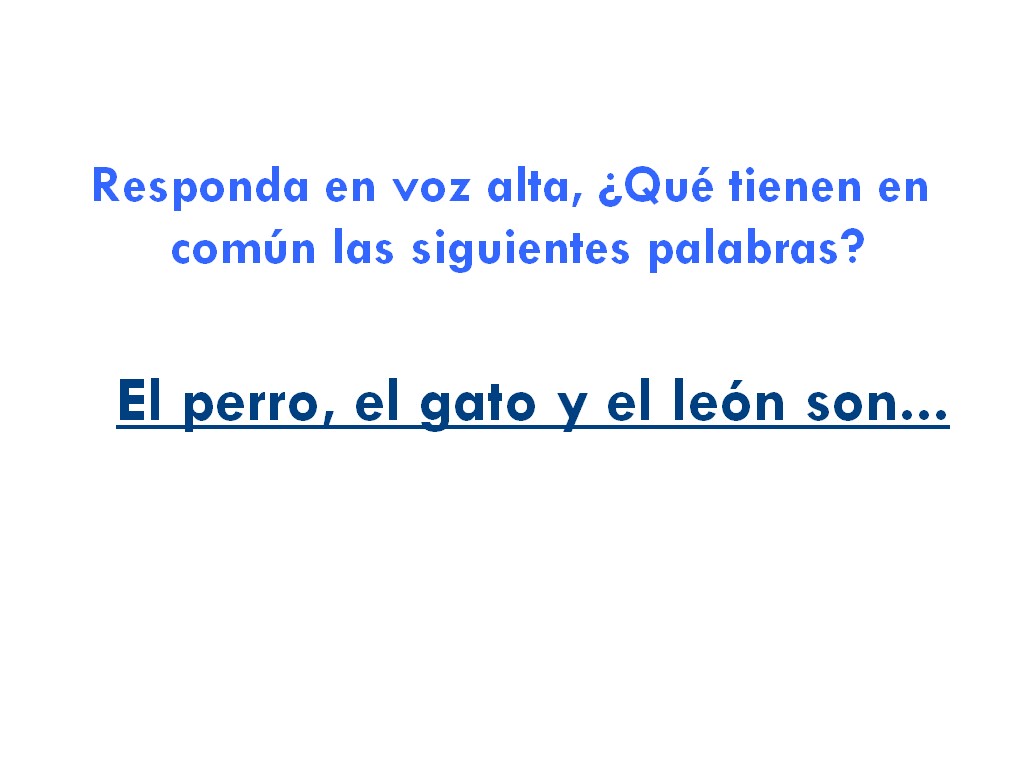 Responda en voz alta, ¿Qué tienen en
común las siguientes palabras?
El perro, el gato y el león son...